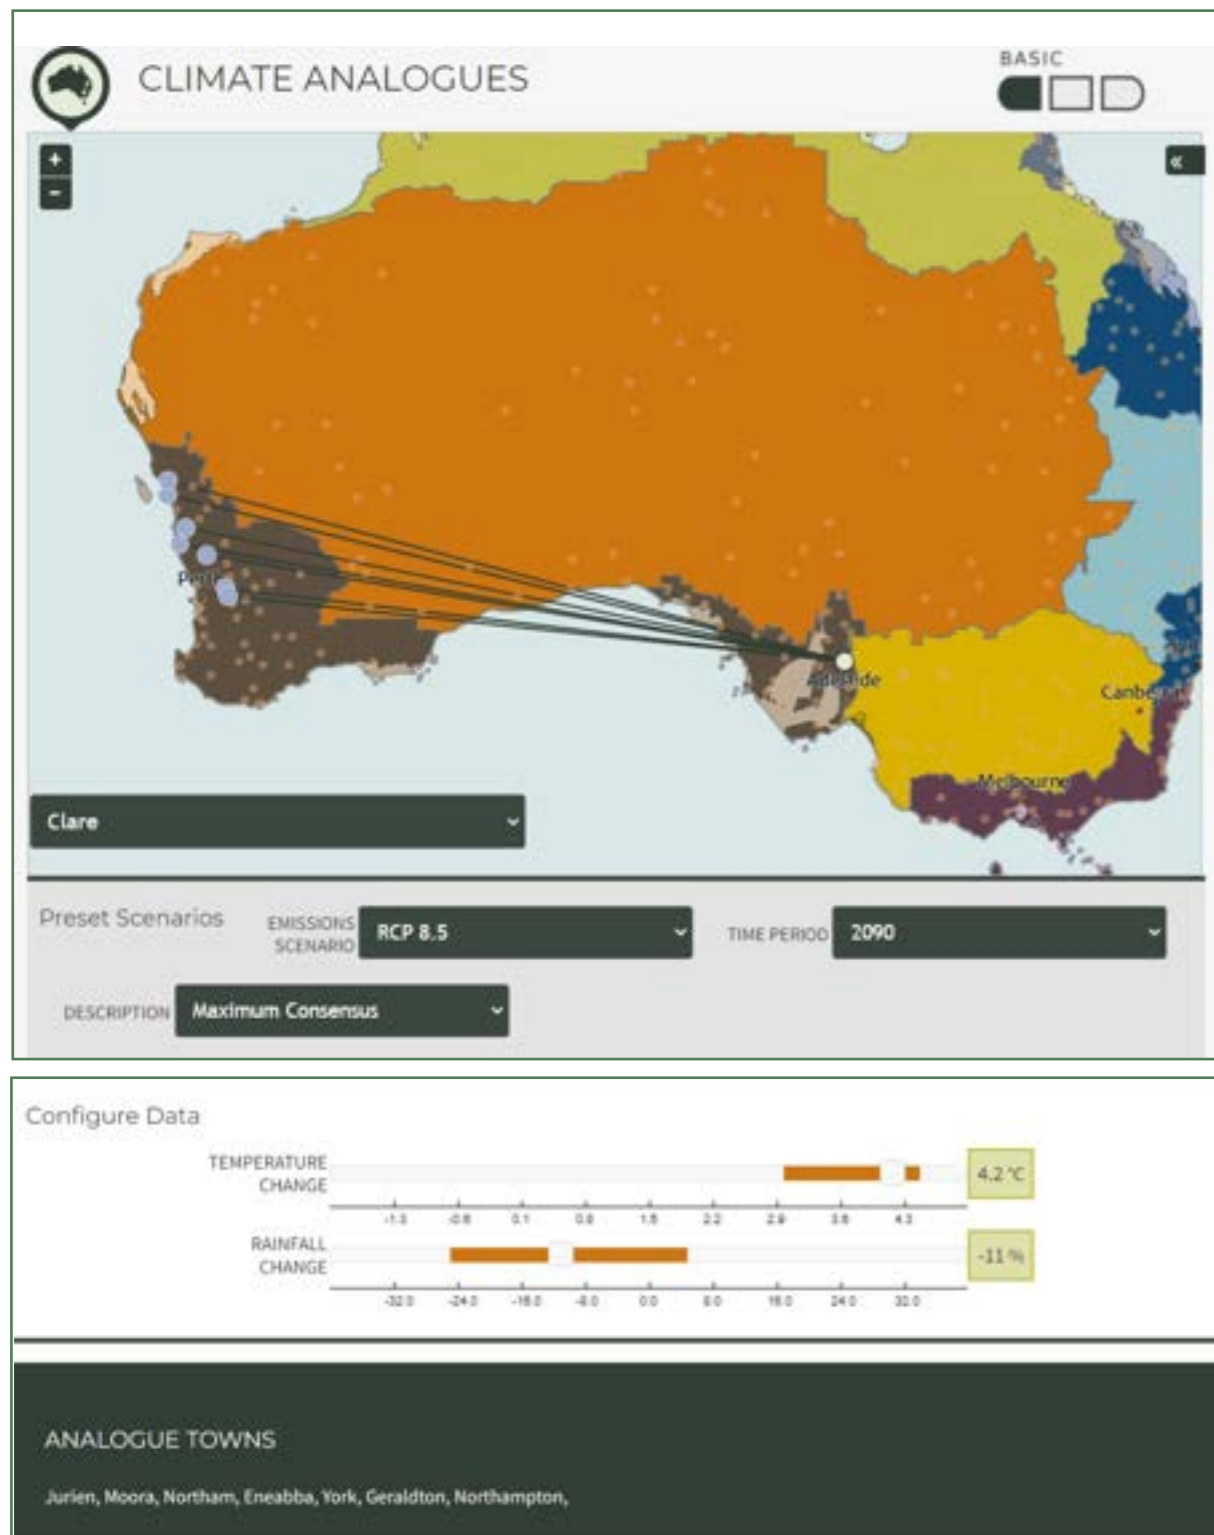 CLIMATE ANALOGUES
BASIC
+
«
-
Perth
Adelaide
Canberra
Melbourne
Clare
Preset Scenarios
EMISSIONS
SCENARIO
RCP 8.5
TIME PERIOD
2090
DESCRIPTION
Maximum Consensus
Configure Data
TEMPERATURE
CHANGE
4.2 °C
-1.3 -0.6 0.1 0.8 1.5 2.2 2.9 3.6 4.3
RAINFALL
CHANGE
-11 %
-32.0 -24.0 -16.0 -8.0 0.0 8.0 16.0 24.0 32.0
ANALOGUE TOWNS
Jurien, Moora, Northam, Eneabba, York, Geraldton, Northampton,